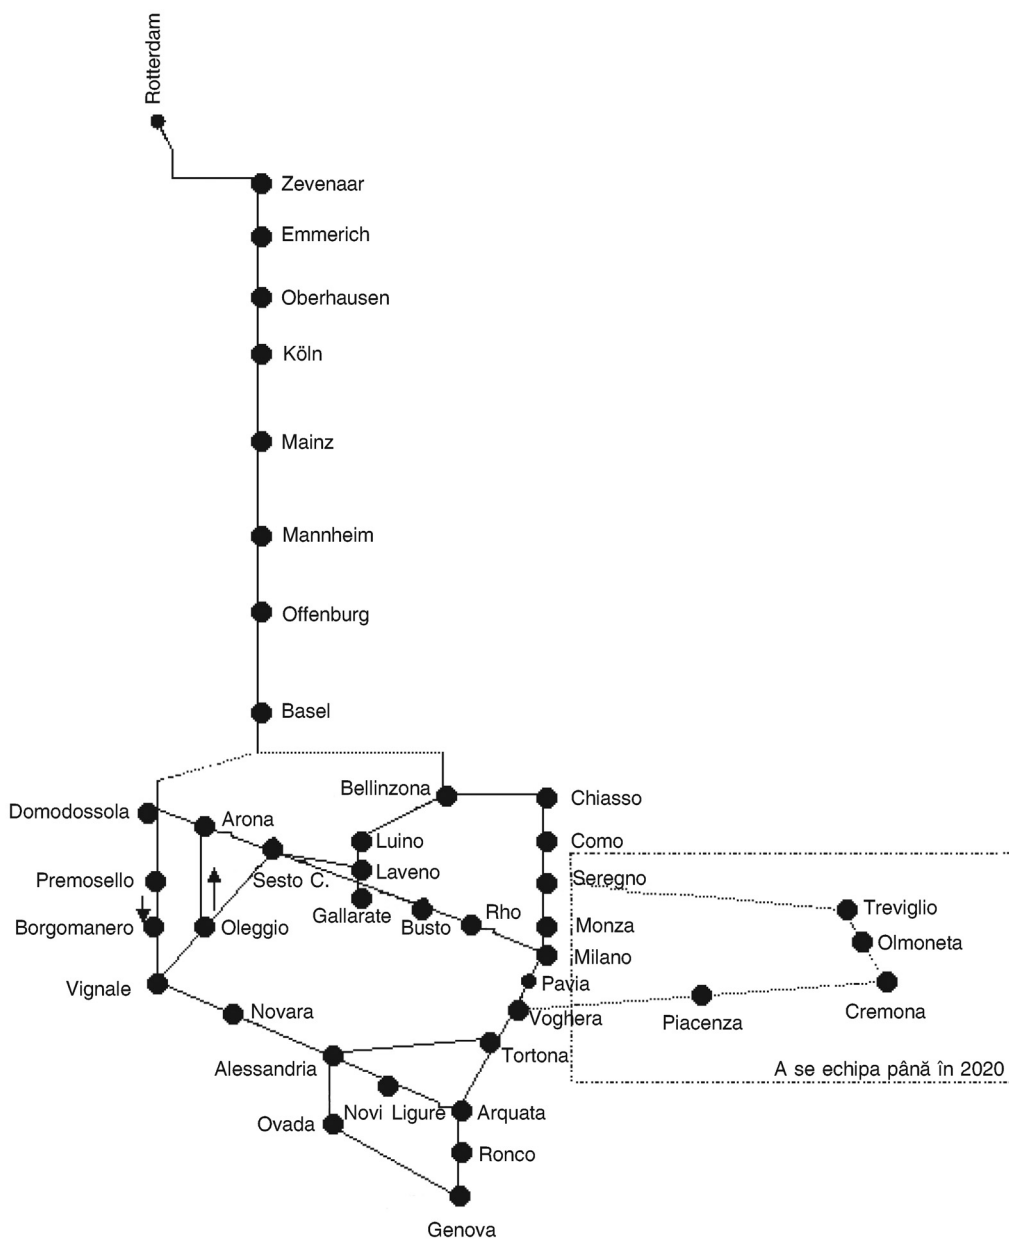 Rotterdam
Zevenaar
Emmerich
Oberhausen
Köln
Mainz
Mannheim
Offenburg
Basel
Bellinzona
Chiasso
Domodossola
Arona
Luino
Como
Premosello
Sesto C.
Laveno
Seregno
Gallarate
Busto
Rho
Treviglio
Borgomanero
Oleggio
Monza
Olmoneta
Milano
Vignale
Pavia
Novara
Voghera
Piacenza
Cremona
Alessandria
Tortona
A se echipa până în 2020
Ovada
Novi Ligure
Arquata
Ronco
Genova